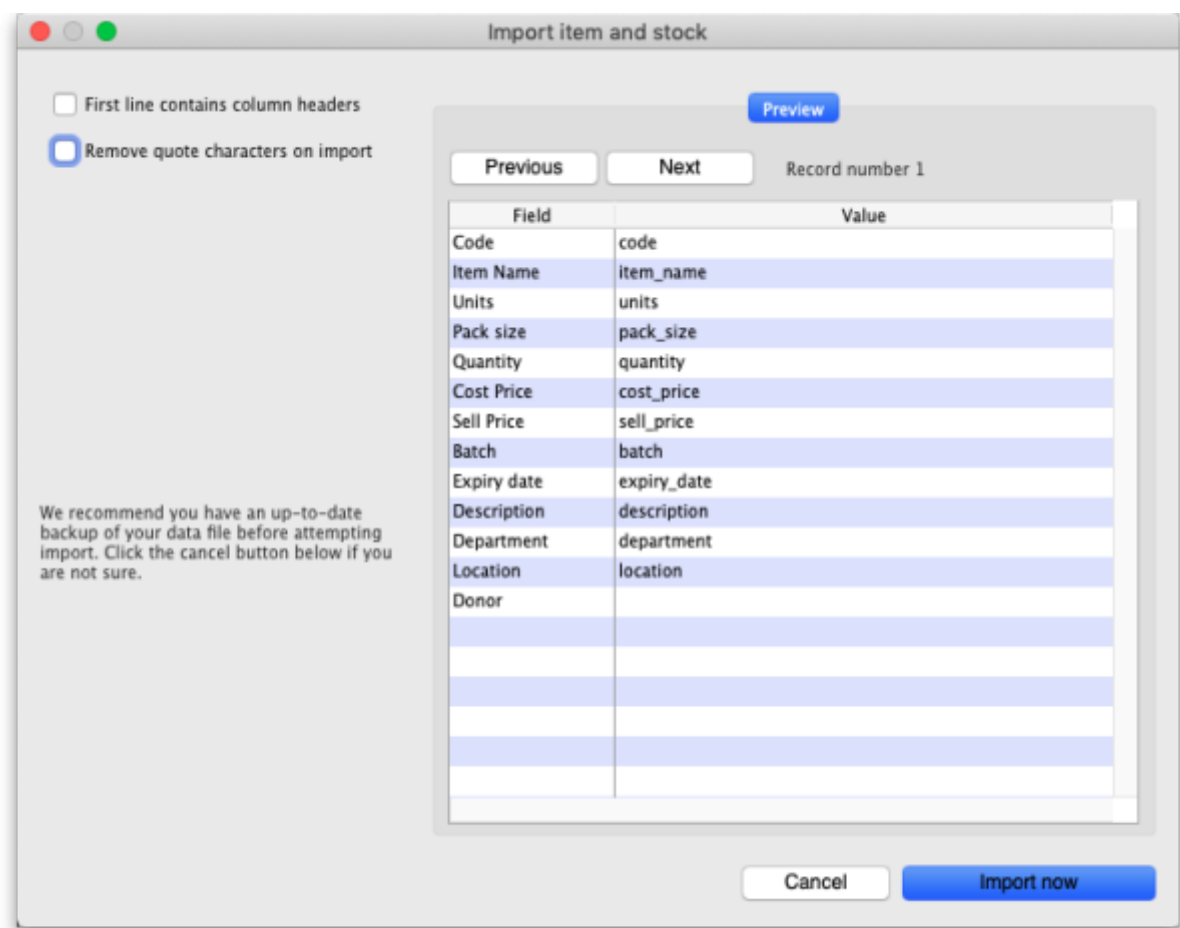 Import item and stock
First line contains column headers
Remove quote characters on import
We recommend you have an up-to-date
backup of your data file before attempting
import. Click the cancel button below if you
are not sure.
Preview
Previous Next Record number 1
Field Value
Code code
Item Name item_name
Units units
Pack size pack_size
Quantity quantity
Cost Price cost_price
Sell Price sell_price
Batch batch
Expiry date expiry_date
Description description
Department department
Location location
Donor
Cancel Import now